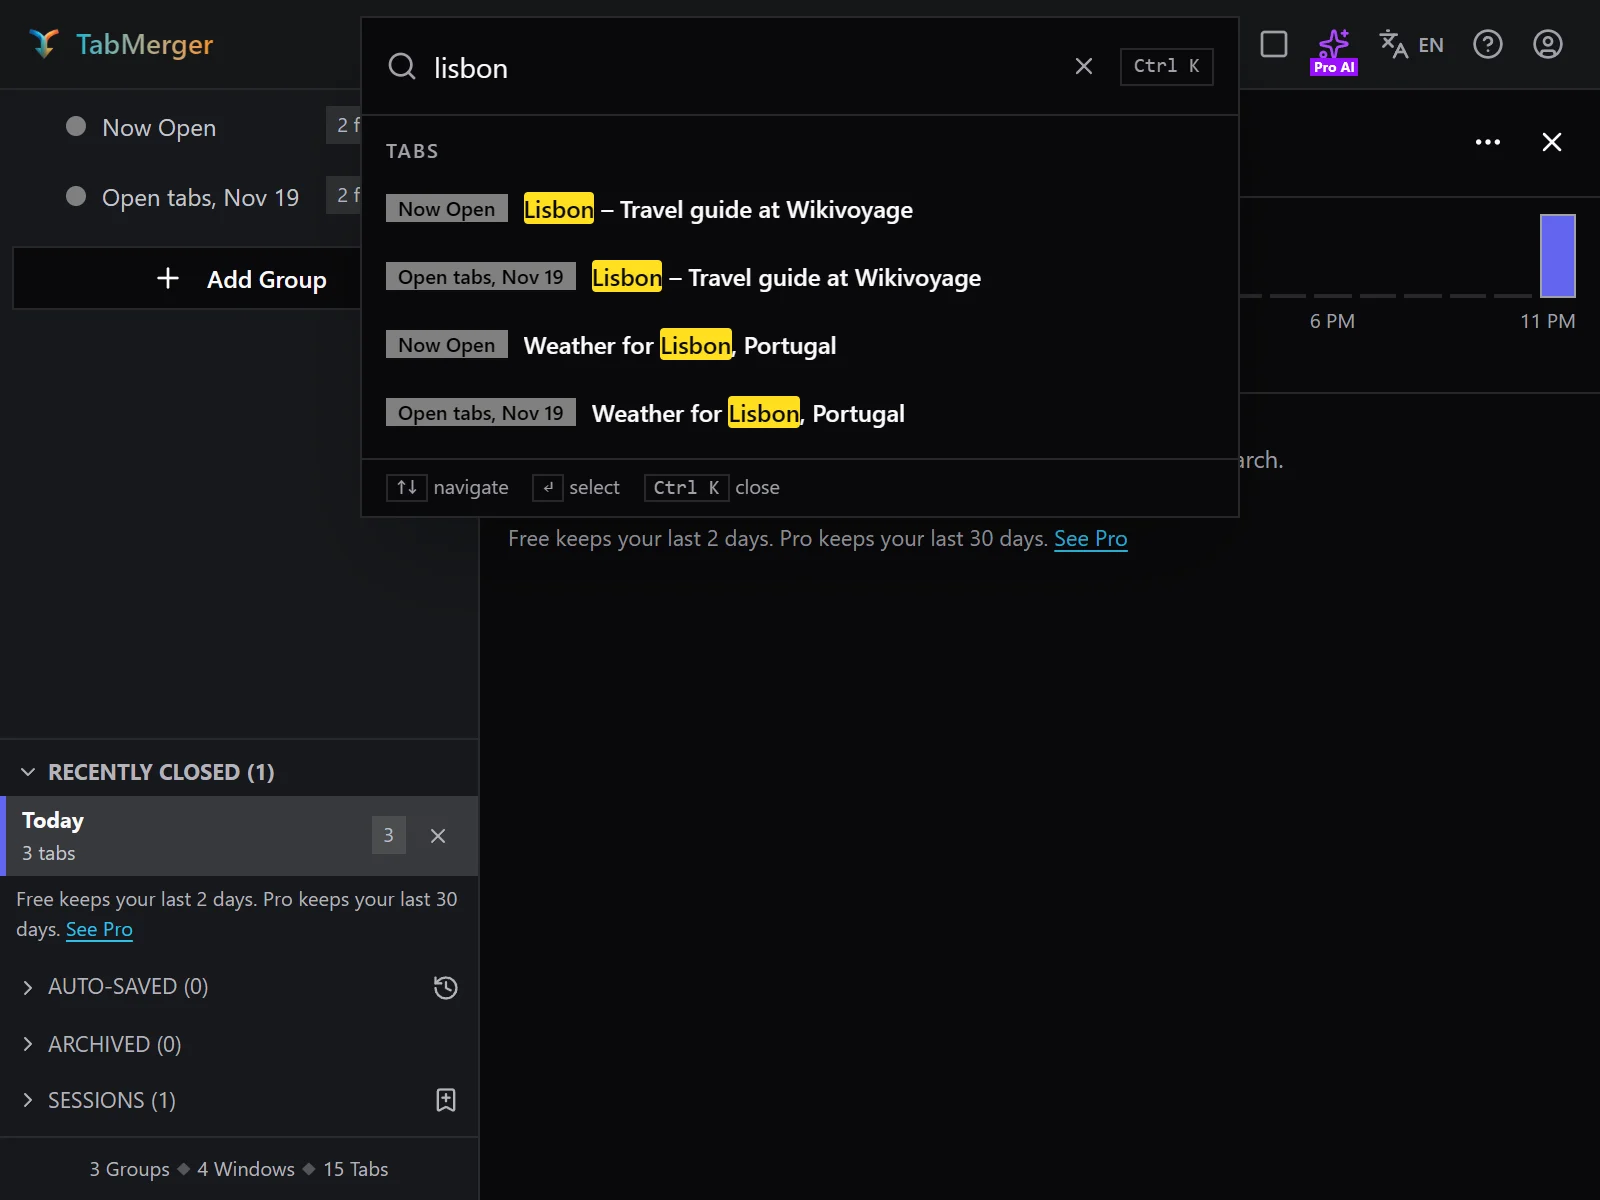 TabMerger
lisbon
Ctrl K
Pro AI
EN
Now Open
2 f
Open tabs, Nov 19
2 f
Add Group
TABS
Now Open Lisbon – Travel guide at Wikivoyage
Open tabs, Nov 19 Lisbon – Travel guide at Wikivoyage
Now Open Weather for Lisbon, Portugal
Open tabs, Nov 19 Weather for Lisbon, Portugal
↑↓ navigate ↵ select Ctrl K close
6 PM
11 PM
arch.
Free keeps your last 2 days. Pro keeps your last 30 days. See Pro
RECENTLY CLOSED (1)
Today
3 tabs
3
Free keeps your last 2 days. Pro keeps your last 30
days. See Pro
AUTO-SAVED (0)
ARCHIVED (0)
SESSIONS (1)
3 Groups ◆ 4 Windows ◆ 15 Tabs